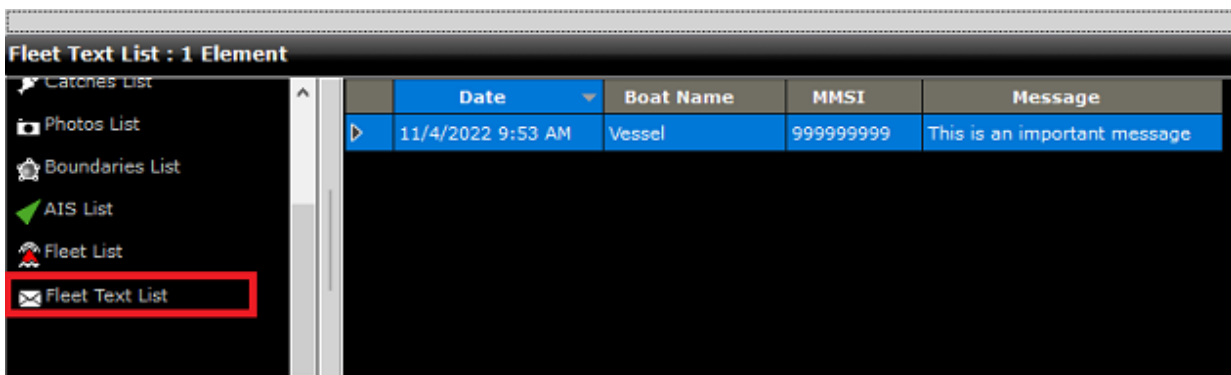 Fleet Text List : 1 Element
Catches List
Photos List
Boundaries List
AIS List
Fleet List
Fleet Text List
Date Boat Name MMSI Message
11/4/2022 9:53 AM Vessel 999999999 This is an important message